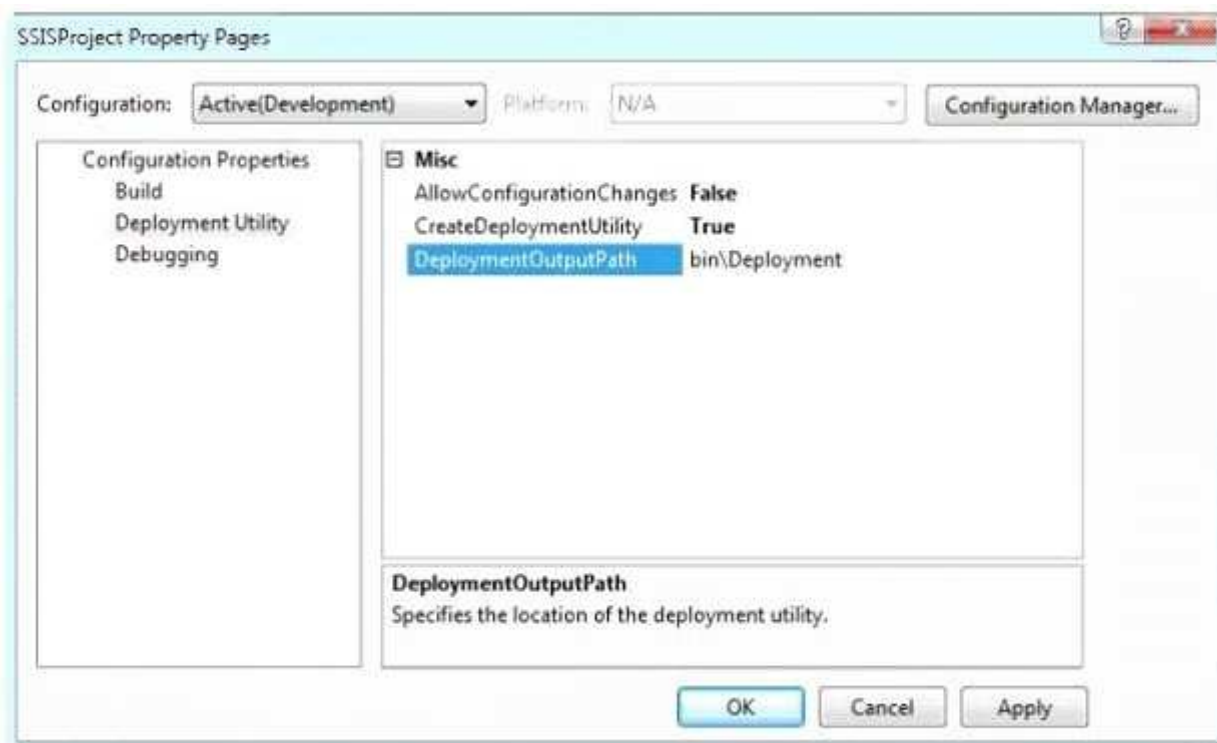 SSISProject Property Pages
Configuration: Active(Development) Platform: N/A Configuration Manager...
Configuration Properties
Build
Deployment Utility
Debugging
Misc
AllowConfigurationChanges False
CreateDeploymentUtility True
DeploymentOutputPath bin\Deployment
DeploymentOutputPath
Specifies the location of the deployment utility.
OK Cancel Apply